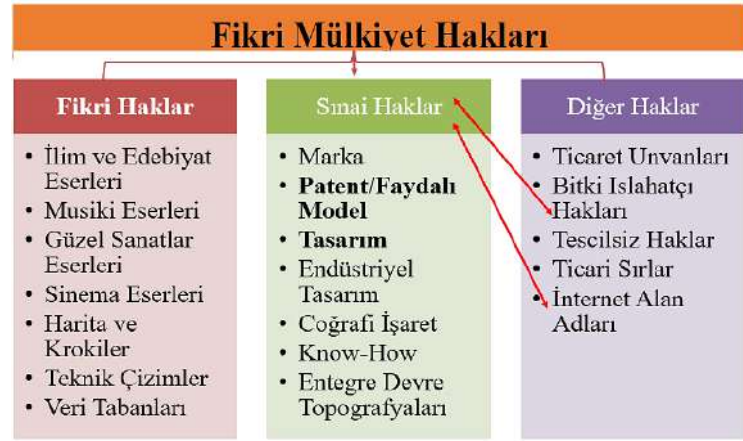 Fikri Mülkiyet Hakları
Fikri Haklar
• İlim ve Edebiyat
Eserleri
• Musiki Eserleri
• Güzel Sanatlar
Eserleri
• Sinema Eserleri
• Harita ve
Krokiler
• Teknik Çizimler
• Veri Tabanları
Sınai Haklar
• Marka
• Patent/Faydalı
Model
• Tasarım
• Endüstriyel
Tasarım
• Coğrafi İşaret
• Know-How
• Entegre Devre
Topografyaları
Diğer Haklar
• Ticaret Unvanları
• Bitki Islahatçı
Hakları
• Tescilsiz Haklar
• Ticari Sırlar
• İnternet Alan
Adları